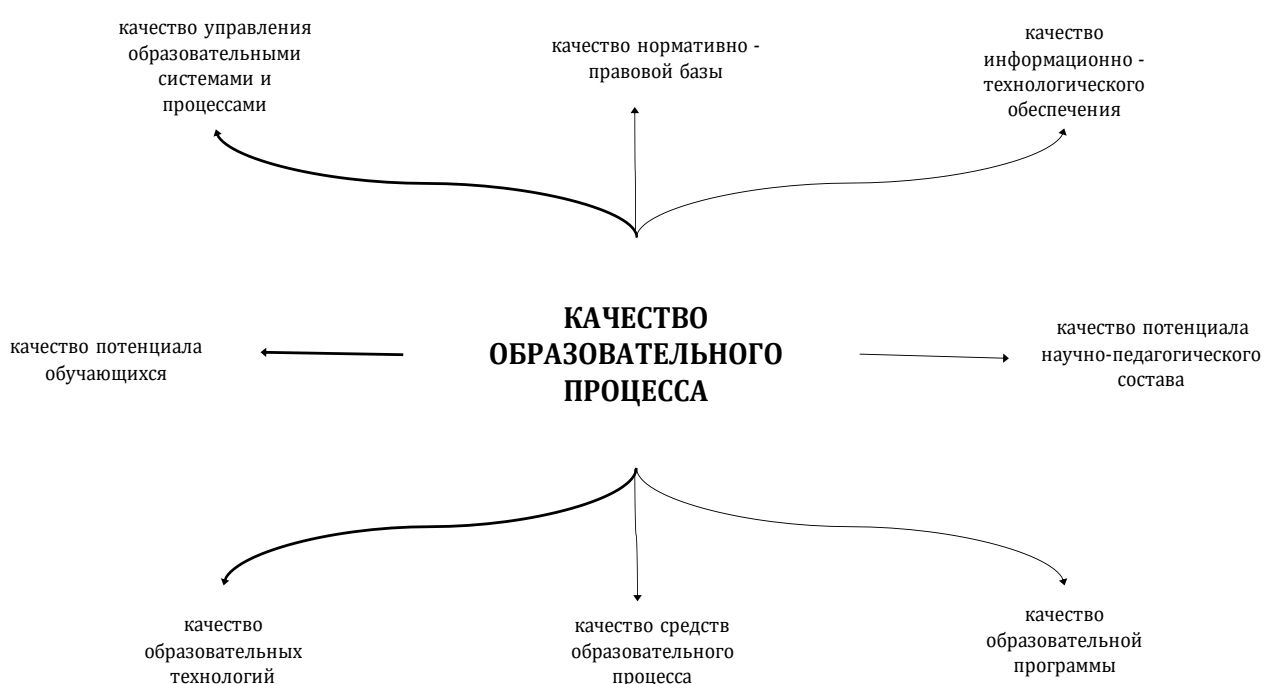 качество управления
образовательными
системами и
процессами
качество нормативно -
правовой базы
качество
информационно -
технологического
обеспечения
качество потенциала
обучающихся
КАЧЕСТВО
ОБРАЗОВАТЕЛЬНОГО
ПРОЦЕССА
качество потенциала
научно-педагогического
состава
качество
образовательных
технологий
качество средств
образовательного
процесса
качество
образовательной
программы